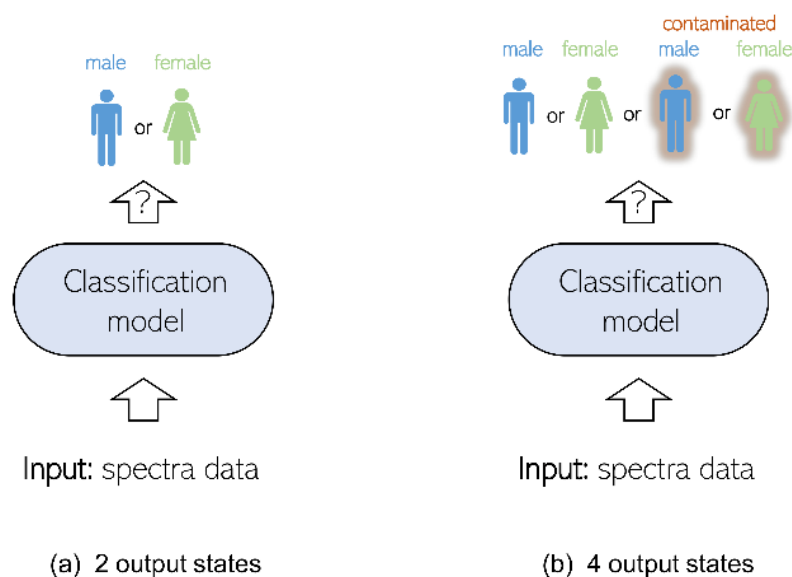 male female
or
?
Classification
model
Input: spectra data
(a) 2 output states
contaminated
male female male female
or or or
?
Classification
model
Input: spectra data
(b) 4 output states